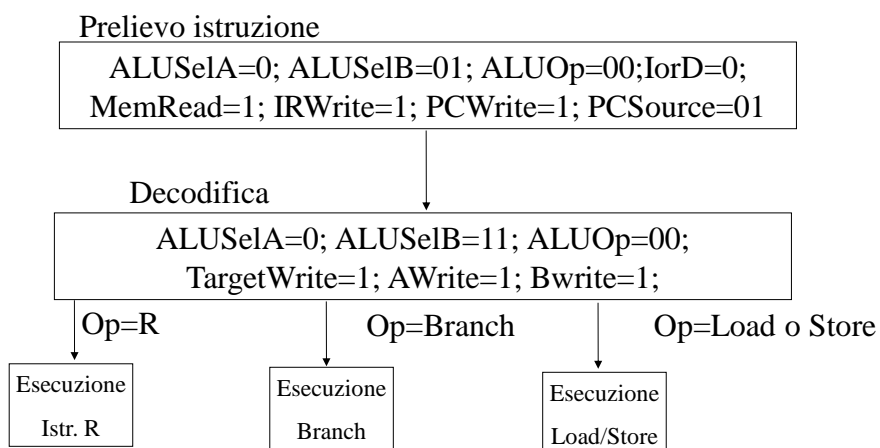 Prelievo istruzione
ALUSelA=0; ALUSelB=01; ALUOp=00;IorD=0;
MemRead=1; IRWrite=1; PCWrite=1; PCSource=01
Decodifica
ALUSelA=0; ALUSelB=11; ALUOp=00;
TargetWrite=1; AWrite=1; Bwrite=1;
Op=R
Op=Branch
Op=Load o Store
Esecuzione
Istr. R
Esecuzione
Branch
Esecuzione
Load/Store